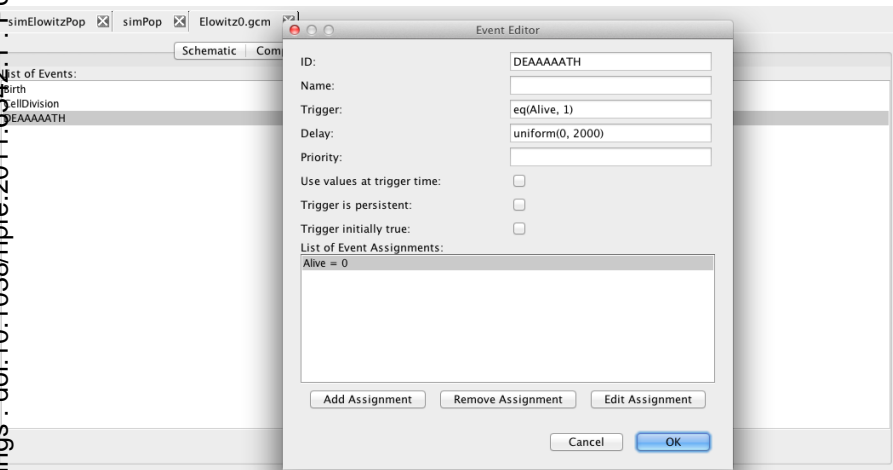 simElowitzPop simPop Elowitz0.gcm
Schematic
List of Events:
Birth
CellDivision
DEAAAAATH
Event Editor
ID: DEAAAAATH
Name:
Trigger: eq(Alive, 1)
Delay: uniform(0, 2000)
Priority:
Use values at trigger time:
Trigger is persistent:
Trigger initially true:
List of Event Assignments:
Alive = 0
Add Assignment Remove Assignment Edit Assignment
Cancel OK